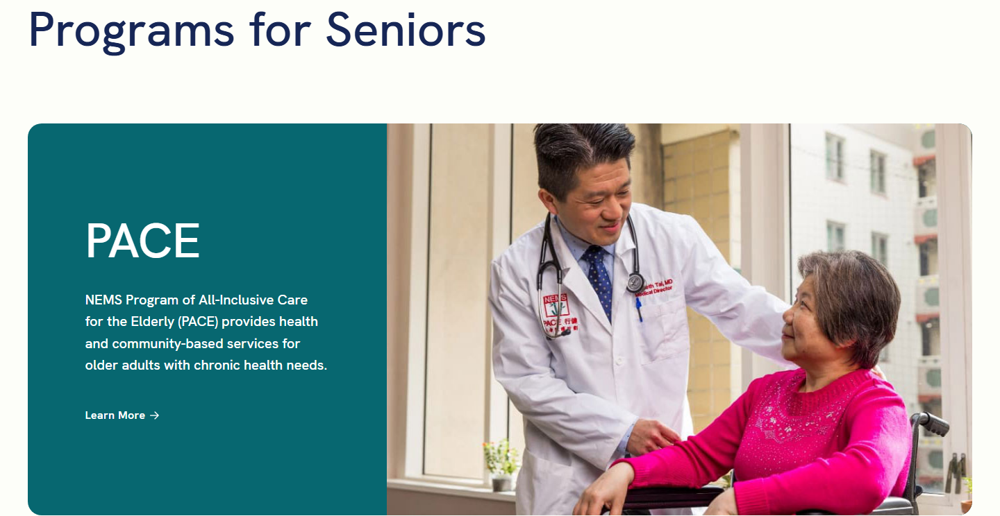 Programs for Seniors
PACE
NEMS Program of All-Inclusive Care
for the Elderly (PACE) provides health
and community-based services for
older adults with chronic health needs.
Learn More →
eth Tai, MD
Medical Director
NEMS
PACE 行健